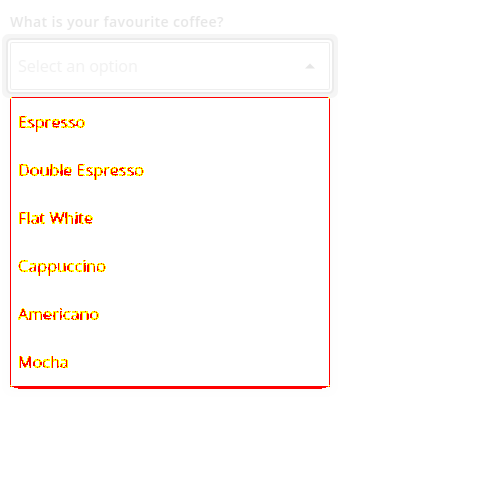 What is your favourite coffee?
Select an option
Espresso
Double Espresso
Flat White
Cappuccino
Americano
Mocha